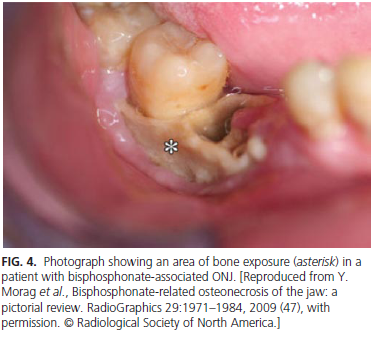 *
FIG. 4. Photograph showing an area of bone exposure (asterisk) in a
patient with bisphosphonate-associated ONJ. [Reproduced from Y.
Morag et al., Bisphosphonate-related osteonecrosis of the jaw: a
pictorial review. RadioGraphics 29:1971–1984, 2009 (47), with
permission. © Radiological Society of North America.]